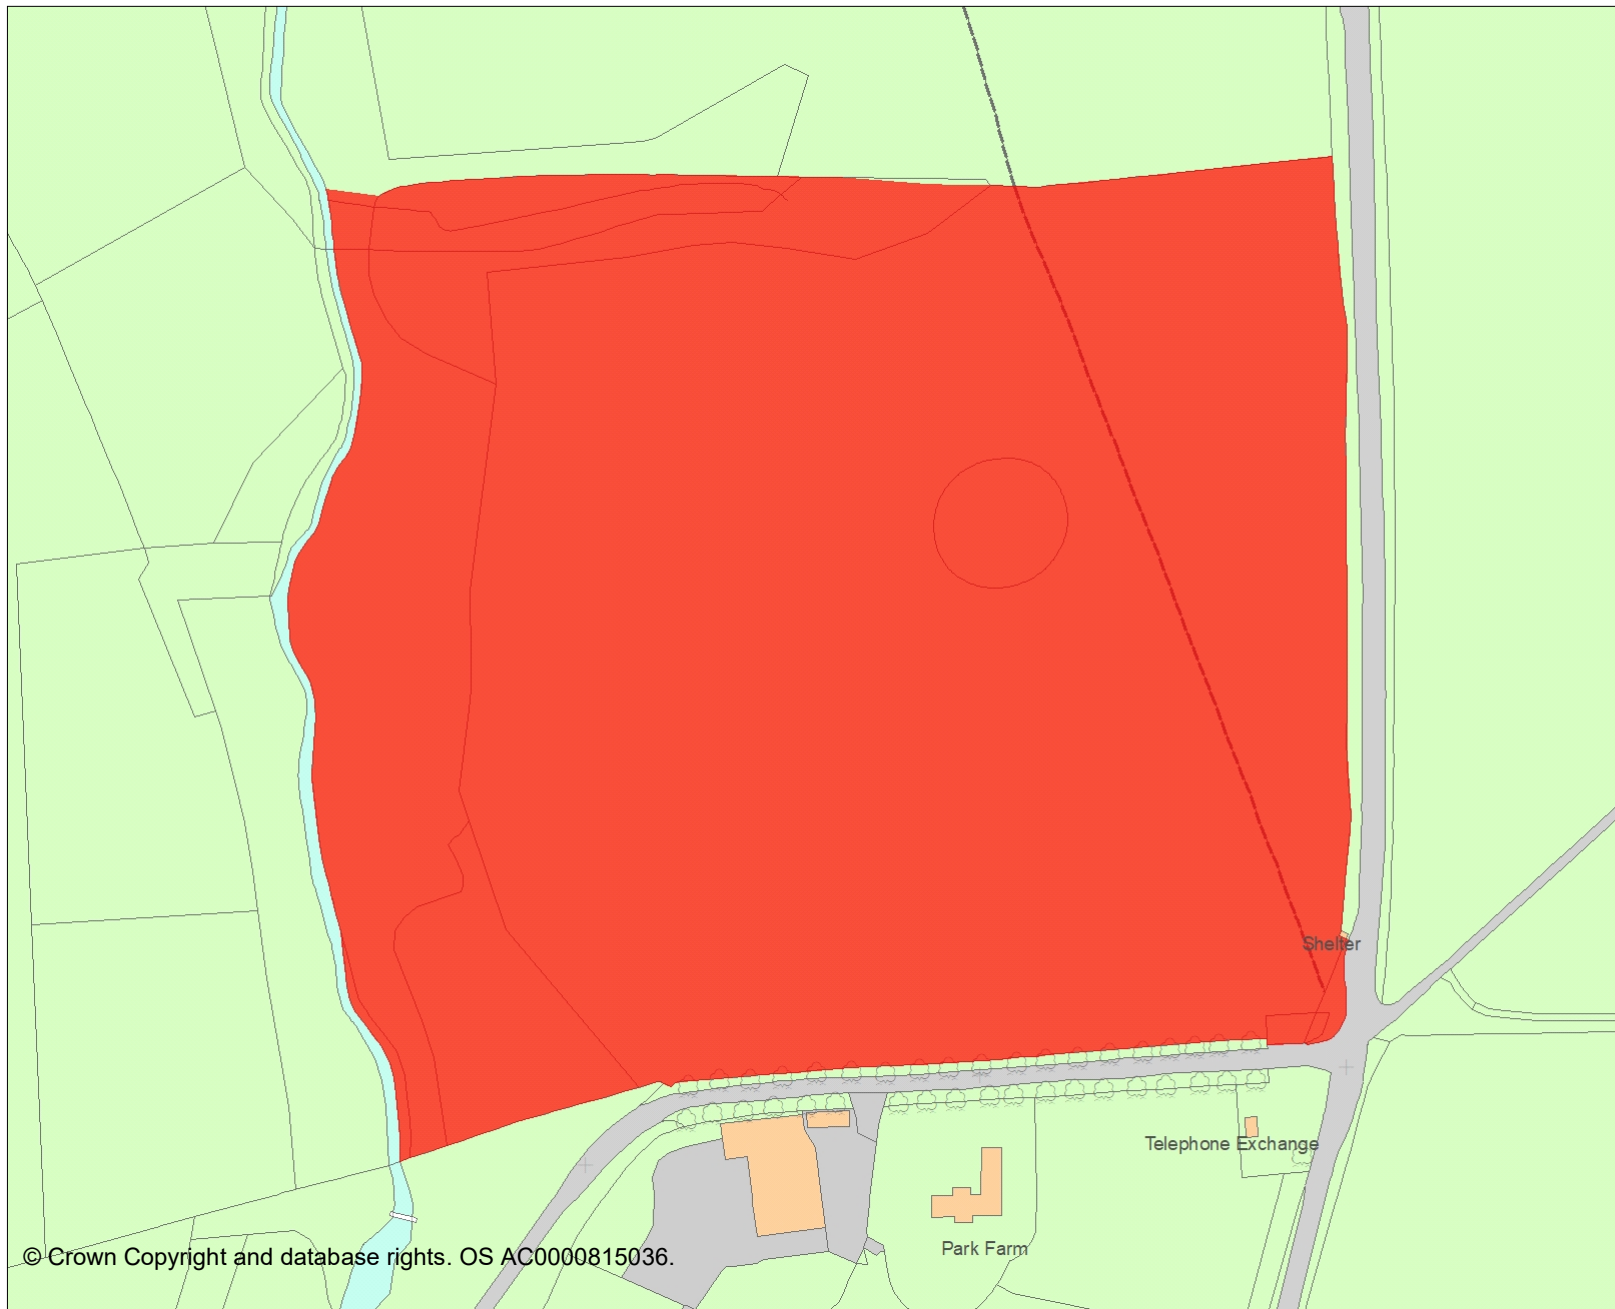 Shelter
Telephone Exchange
Park Farm
© Crown Copyright and database rights. OS AC0000815036.